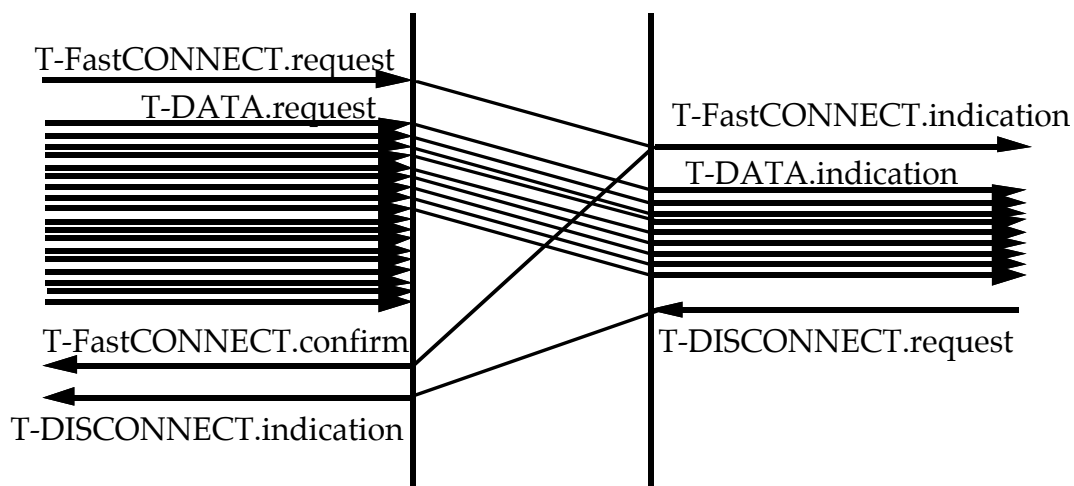 T-FastCONNECT.request
T-DATA.request
T-FastCONNECT.indication
T-DATA.indication
T-FastCONNECT.confirm
T-DISCONNECT.request
T-DISCONNECT.indication